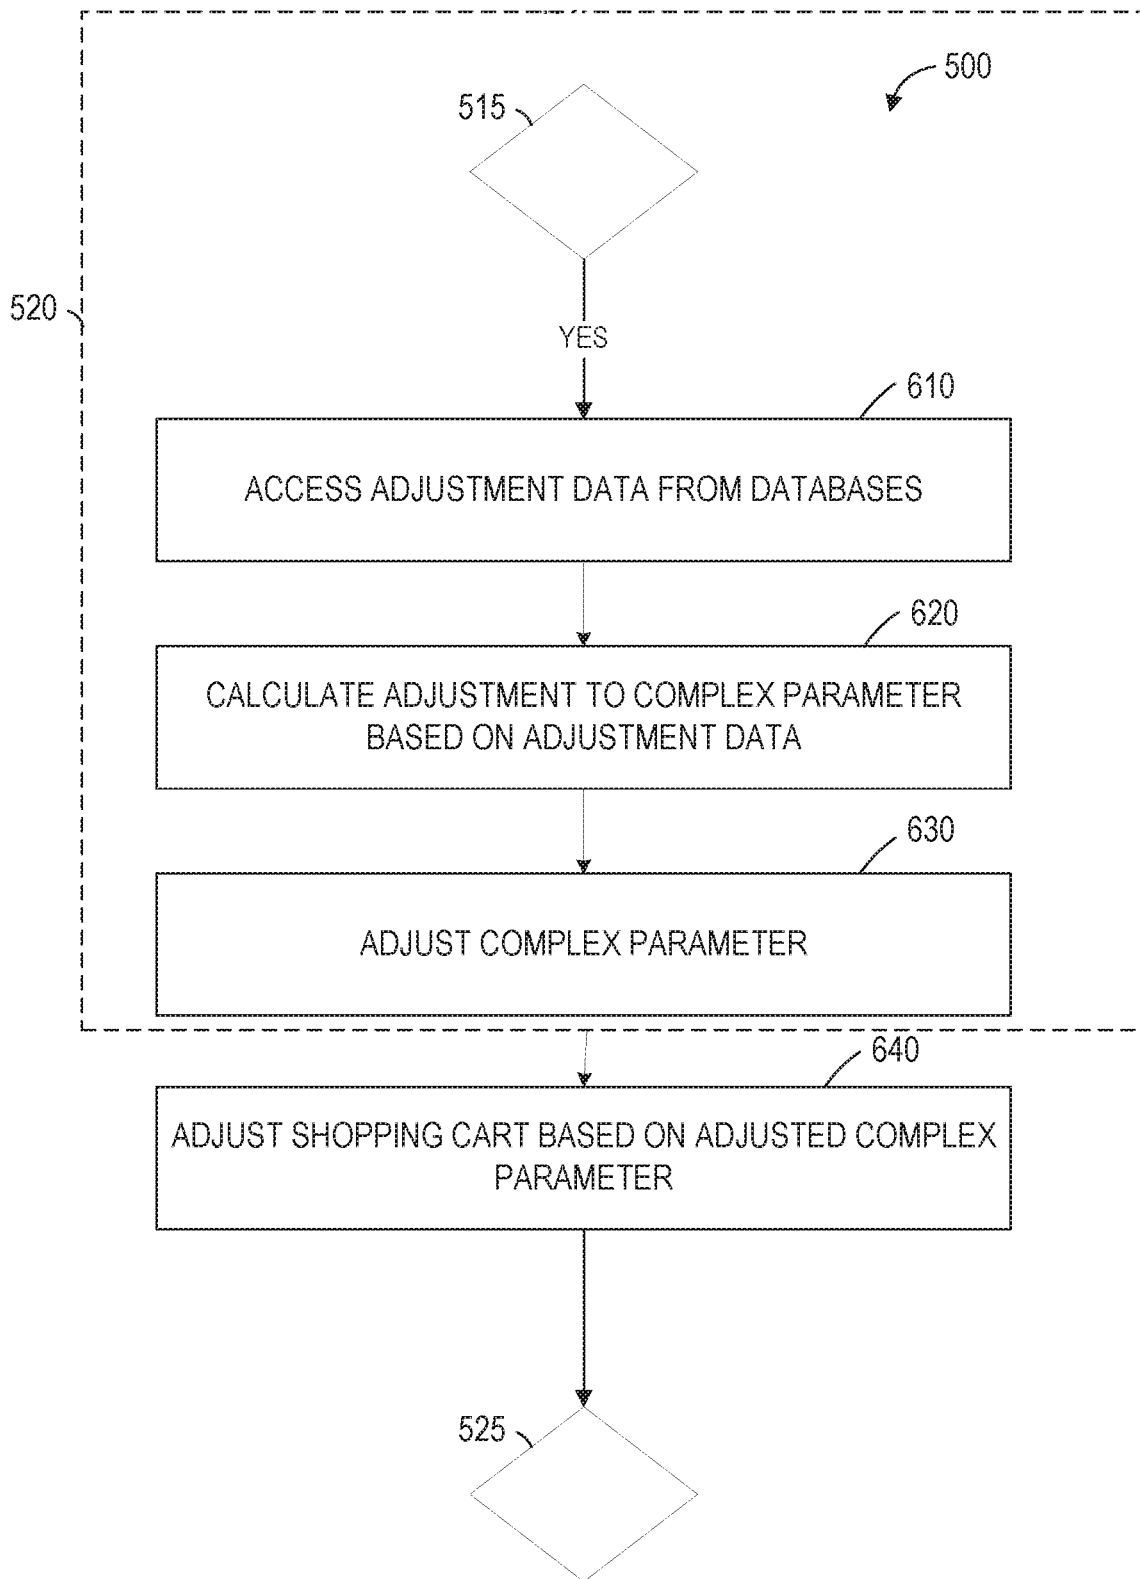 500
515
520
YES
610
ACCESS ADJUSTMENT DATA FROM DATABASES
620
CALCULATE ADJUSTMENT TO COMPLEX PARAMETER
BASED ON ADJUSTMENT DATA
630
ADJUST COMPLEX PARAMETER
640
ADJUST SHOPPING CART BASED ON ADJUSTED COMPLEX
PARAMETER
525